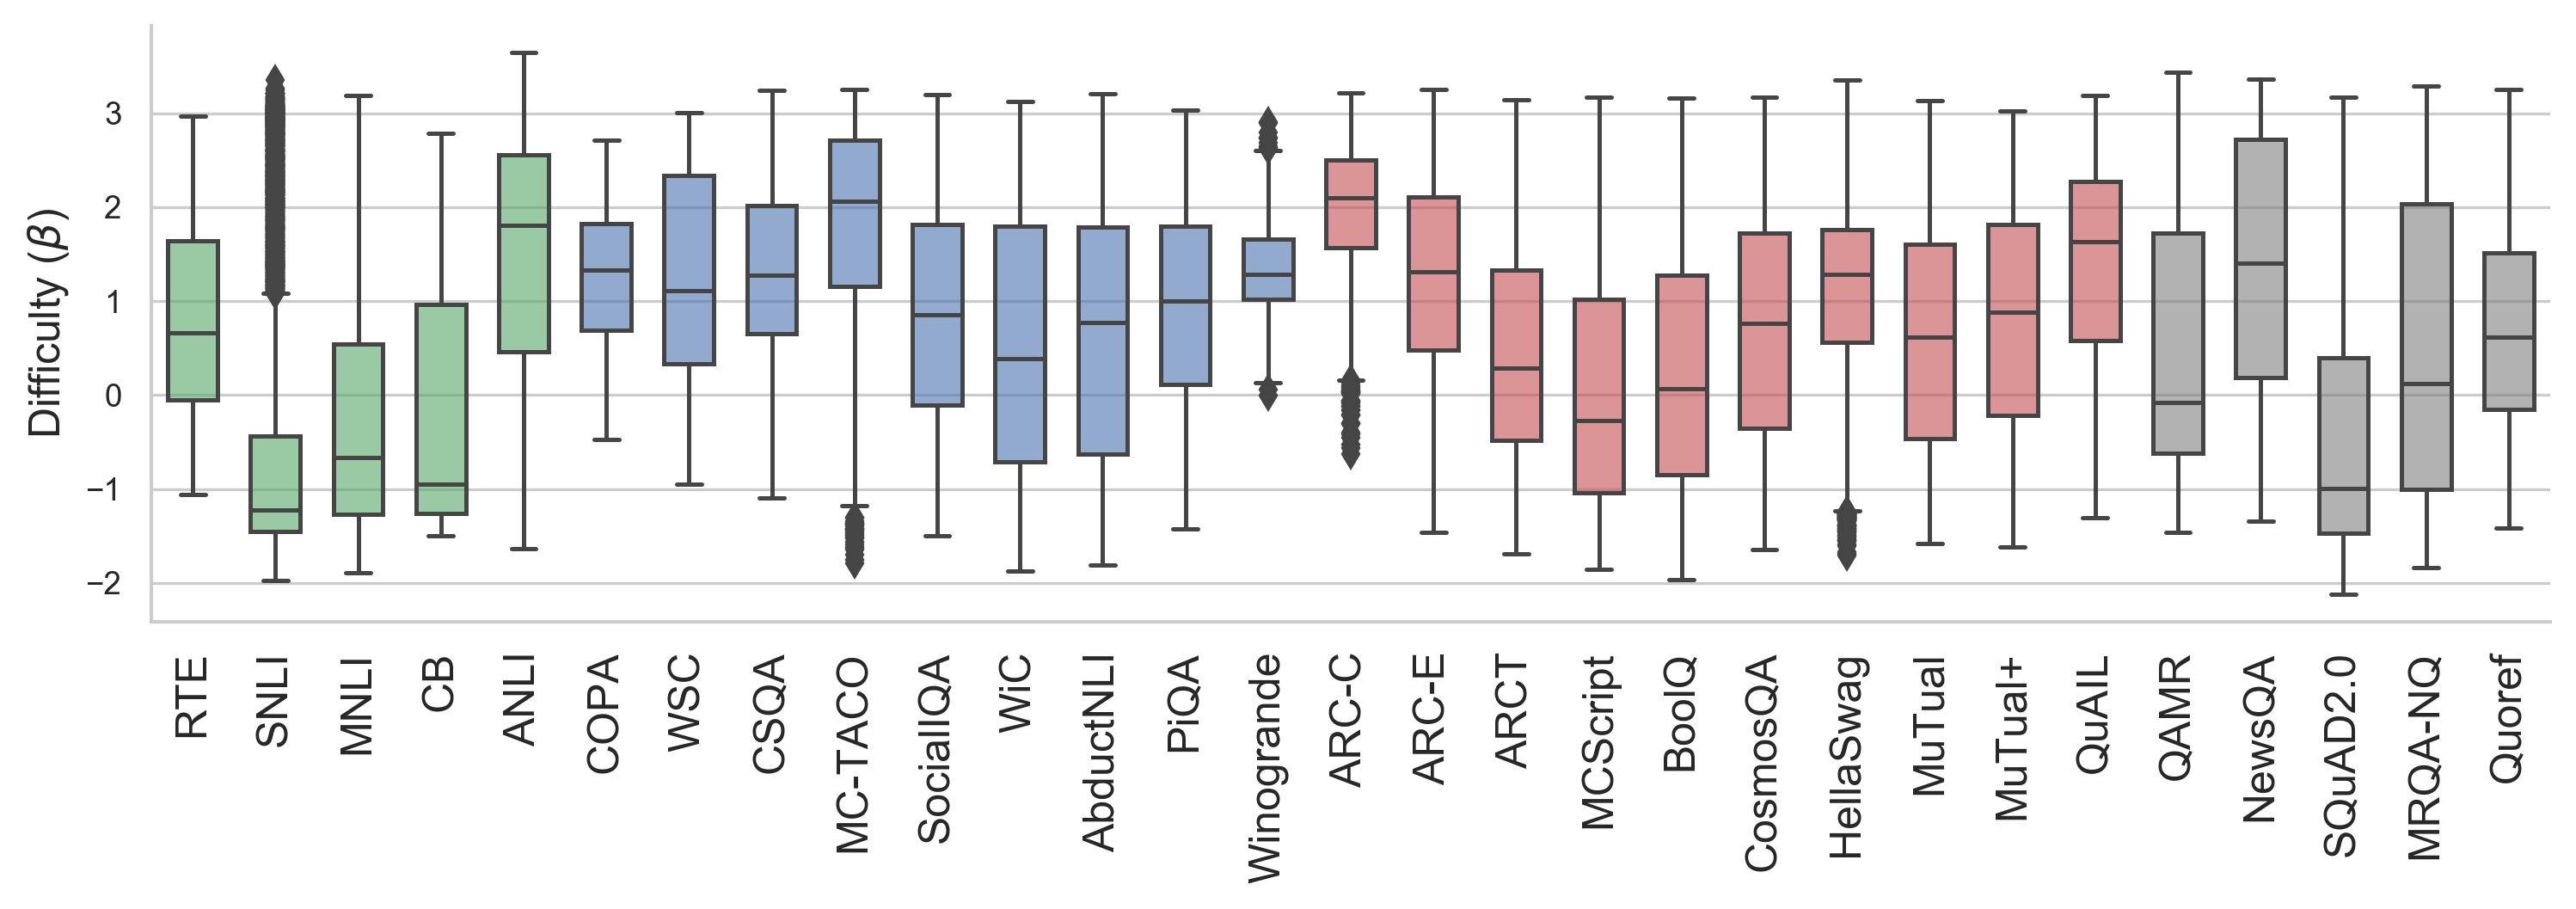 Difficulty (β)
3
2
1
0
−1
−2
RTE
SNLI
MNLI
CB
ANLI
COPA
WSC
CSQA
MC-TACO
SocialIQA
WiC
AbductNLI
PiQA
Winogrande
ARC-C
ARC-E
ARCT
MCScript
BoolQ
CosmosQA
HellaSwag
MuTual
MuTual+
QuAIL
QAMR
NewsQA
SQuAD2.0
MRQA-NQ
Quoref